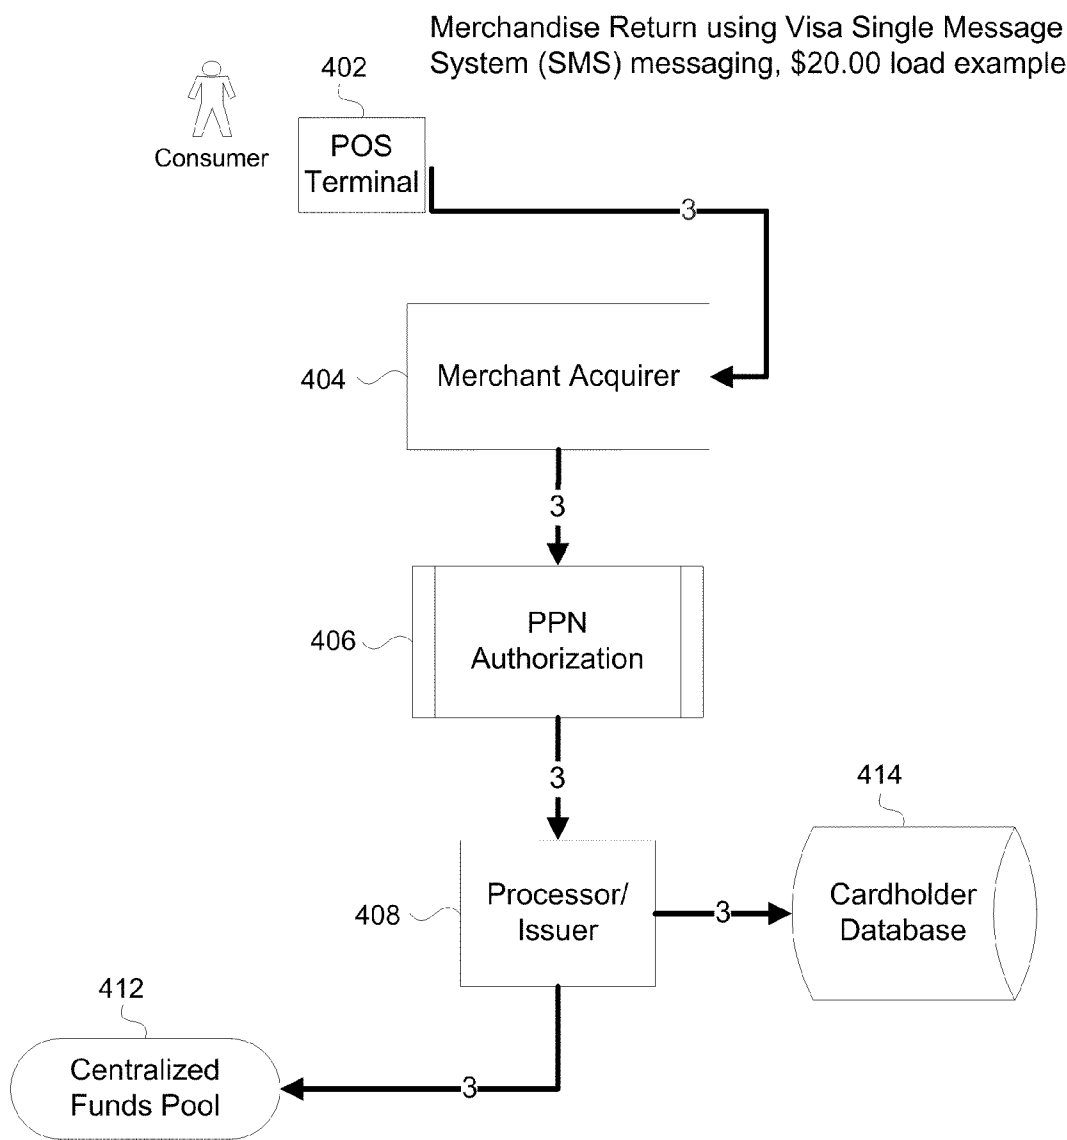 Merchandise Return using Visa Single Message
System (SMS) messaging, $20.00 load example
402
Consumer
POS
Terminal
3
404
Merchant Acquirer
3
406
PPN
Authorization
3
414
408
Processor/
Issuer
3
Cardholder
Database
412
Centralized
Funds Pool
3